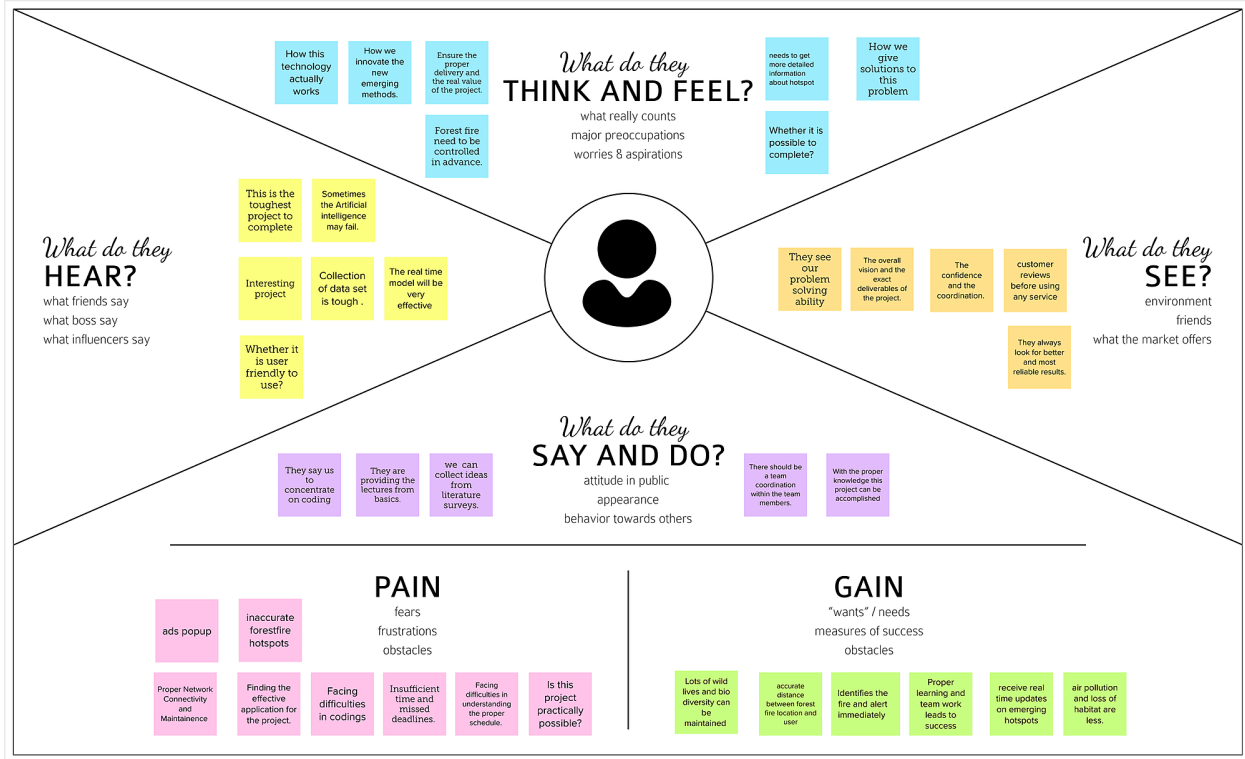 What do they
THINK AND FEEL?
what really counts
major preoccupations
worries 8 aspirations
How this
technology
actually
works
How we
innovate the
new
emerging
methods.
Ensure the
proper
delivery and
the real value
of the project.
Forest fire
need to be
controlled
in advance.
needs to get
more detailed
information
about hotspot
How we
give
solutions to
this
problem
Whether it is
possible to
complete?
What do they
HEAR?
what friends say
what boss say
what influencers say
This is the
toughest
project to
complete
Sometimes
the Artificial
intelligence
may fail.
Interesting
project
Collection
of data set
is tough .
The real time
model will be
very
effective
Whether it
is user
friendly to
use?
What do they
SEE?
environment
friends
what the market offers
They see
our
problem
solving
ability
The overall
vision and the
exact
deliverables of
the project.
The
confidence
and the
coordination.
customer
reviews
before using
any service
They always
look for better
and most
reliable results.
What do they
SAY AND DO?
attitude in public
appearance
behavior towards others
They say us
to
concentrate
on coding
They are
providing the
lectures from
basics.
we can
collect ideas
from
literature
surveys.
There should be
a team
coordination
within the team
members.
With the proper
knowledge this
project can be
accomplished
PAIN
fears
frustrations
obstacles
ads popup
inaccurate
forestfire
hotspots
Proper Network
Connectivity
and
Maintainence
Finding the
effective
application for
the project.
Facing
difficulties
in codings
Insufficient
time and
missed
deadlines.
Facing
difficulties in
understanding
the proper
schedule.
Is this
project
practically
possible?
GAIN
"wants" / needs
measures of success
obstacles
Lots of wild
lives and bio
diversity can
be
maintained
accurate
distance
between forest
fire location and
user
Identifies the
fire and alert
immediately
Proper
learning and
team work
leads to
success
receive real
time updates
on emerging
hotspots
air pollution
and loss of
habitat are
less.